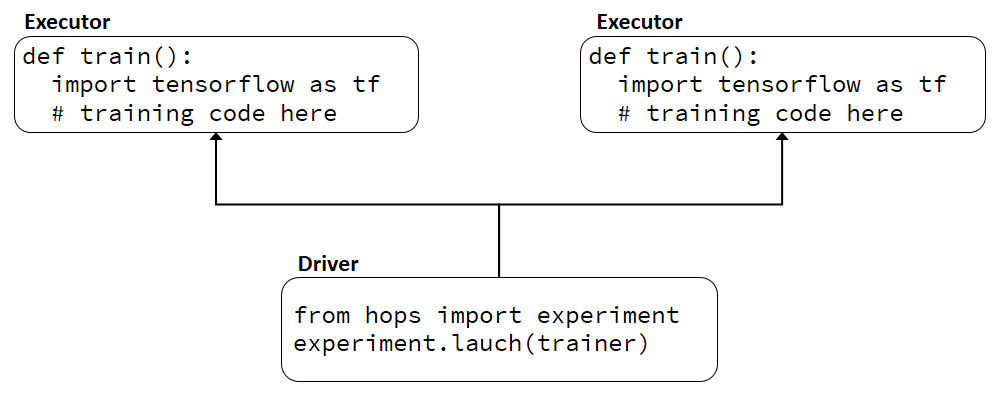 Executor
def train():
  import tensorflow as tf
  # training code here
Executor
def train():
  import tensorflow as tf
  # training code here
Driver
from hops import experiment
experiment.lauch(trainer)